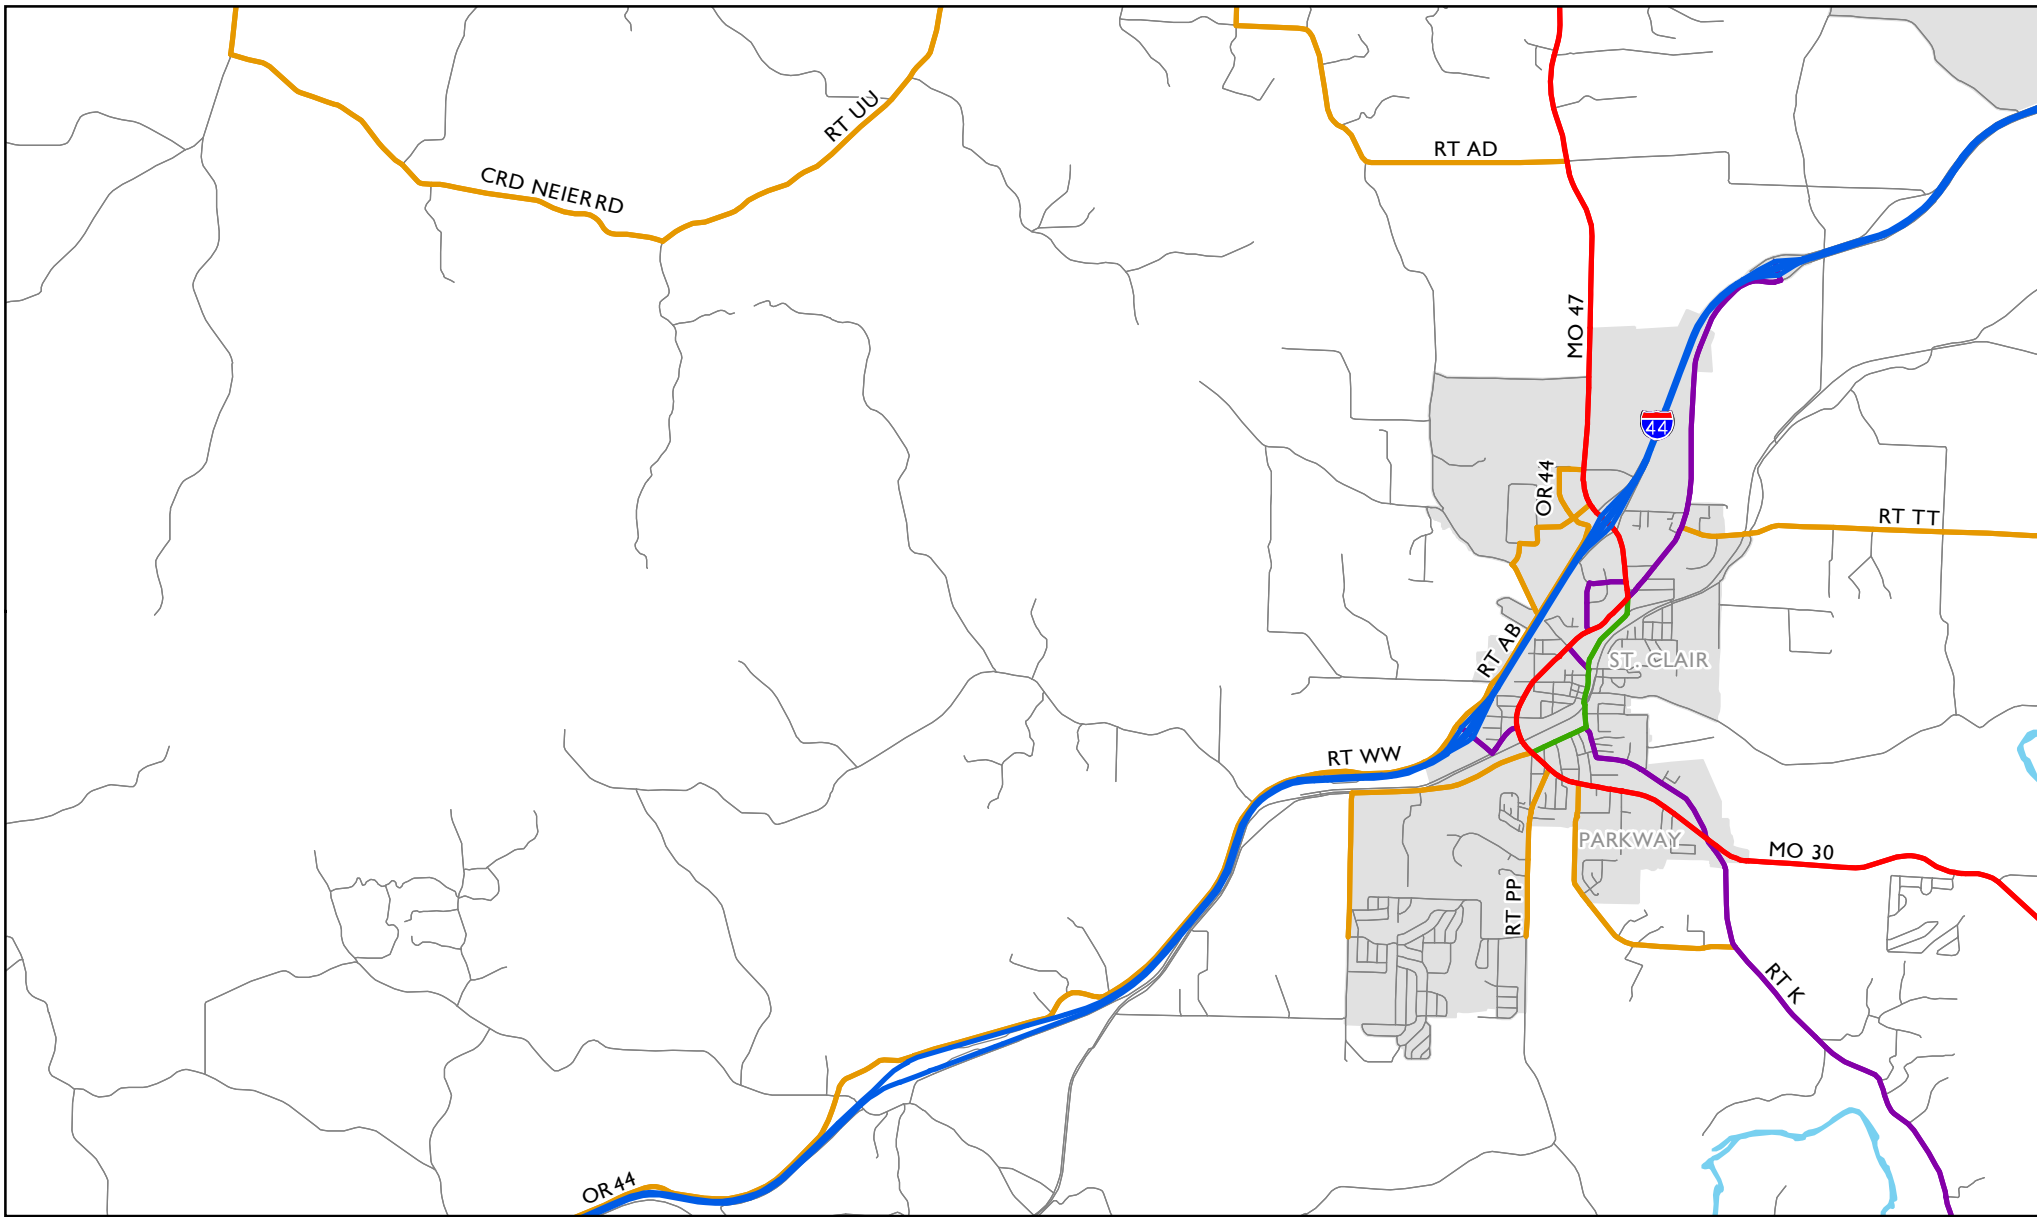 RT UU
RT AD
CRD NEIER RD
MO 47
44
OR 44
RT TT
RT AB
ST. CLAIR
RT WW
PARKWAY
MO 30
RT PP
RT K
OR 44